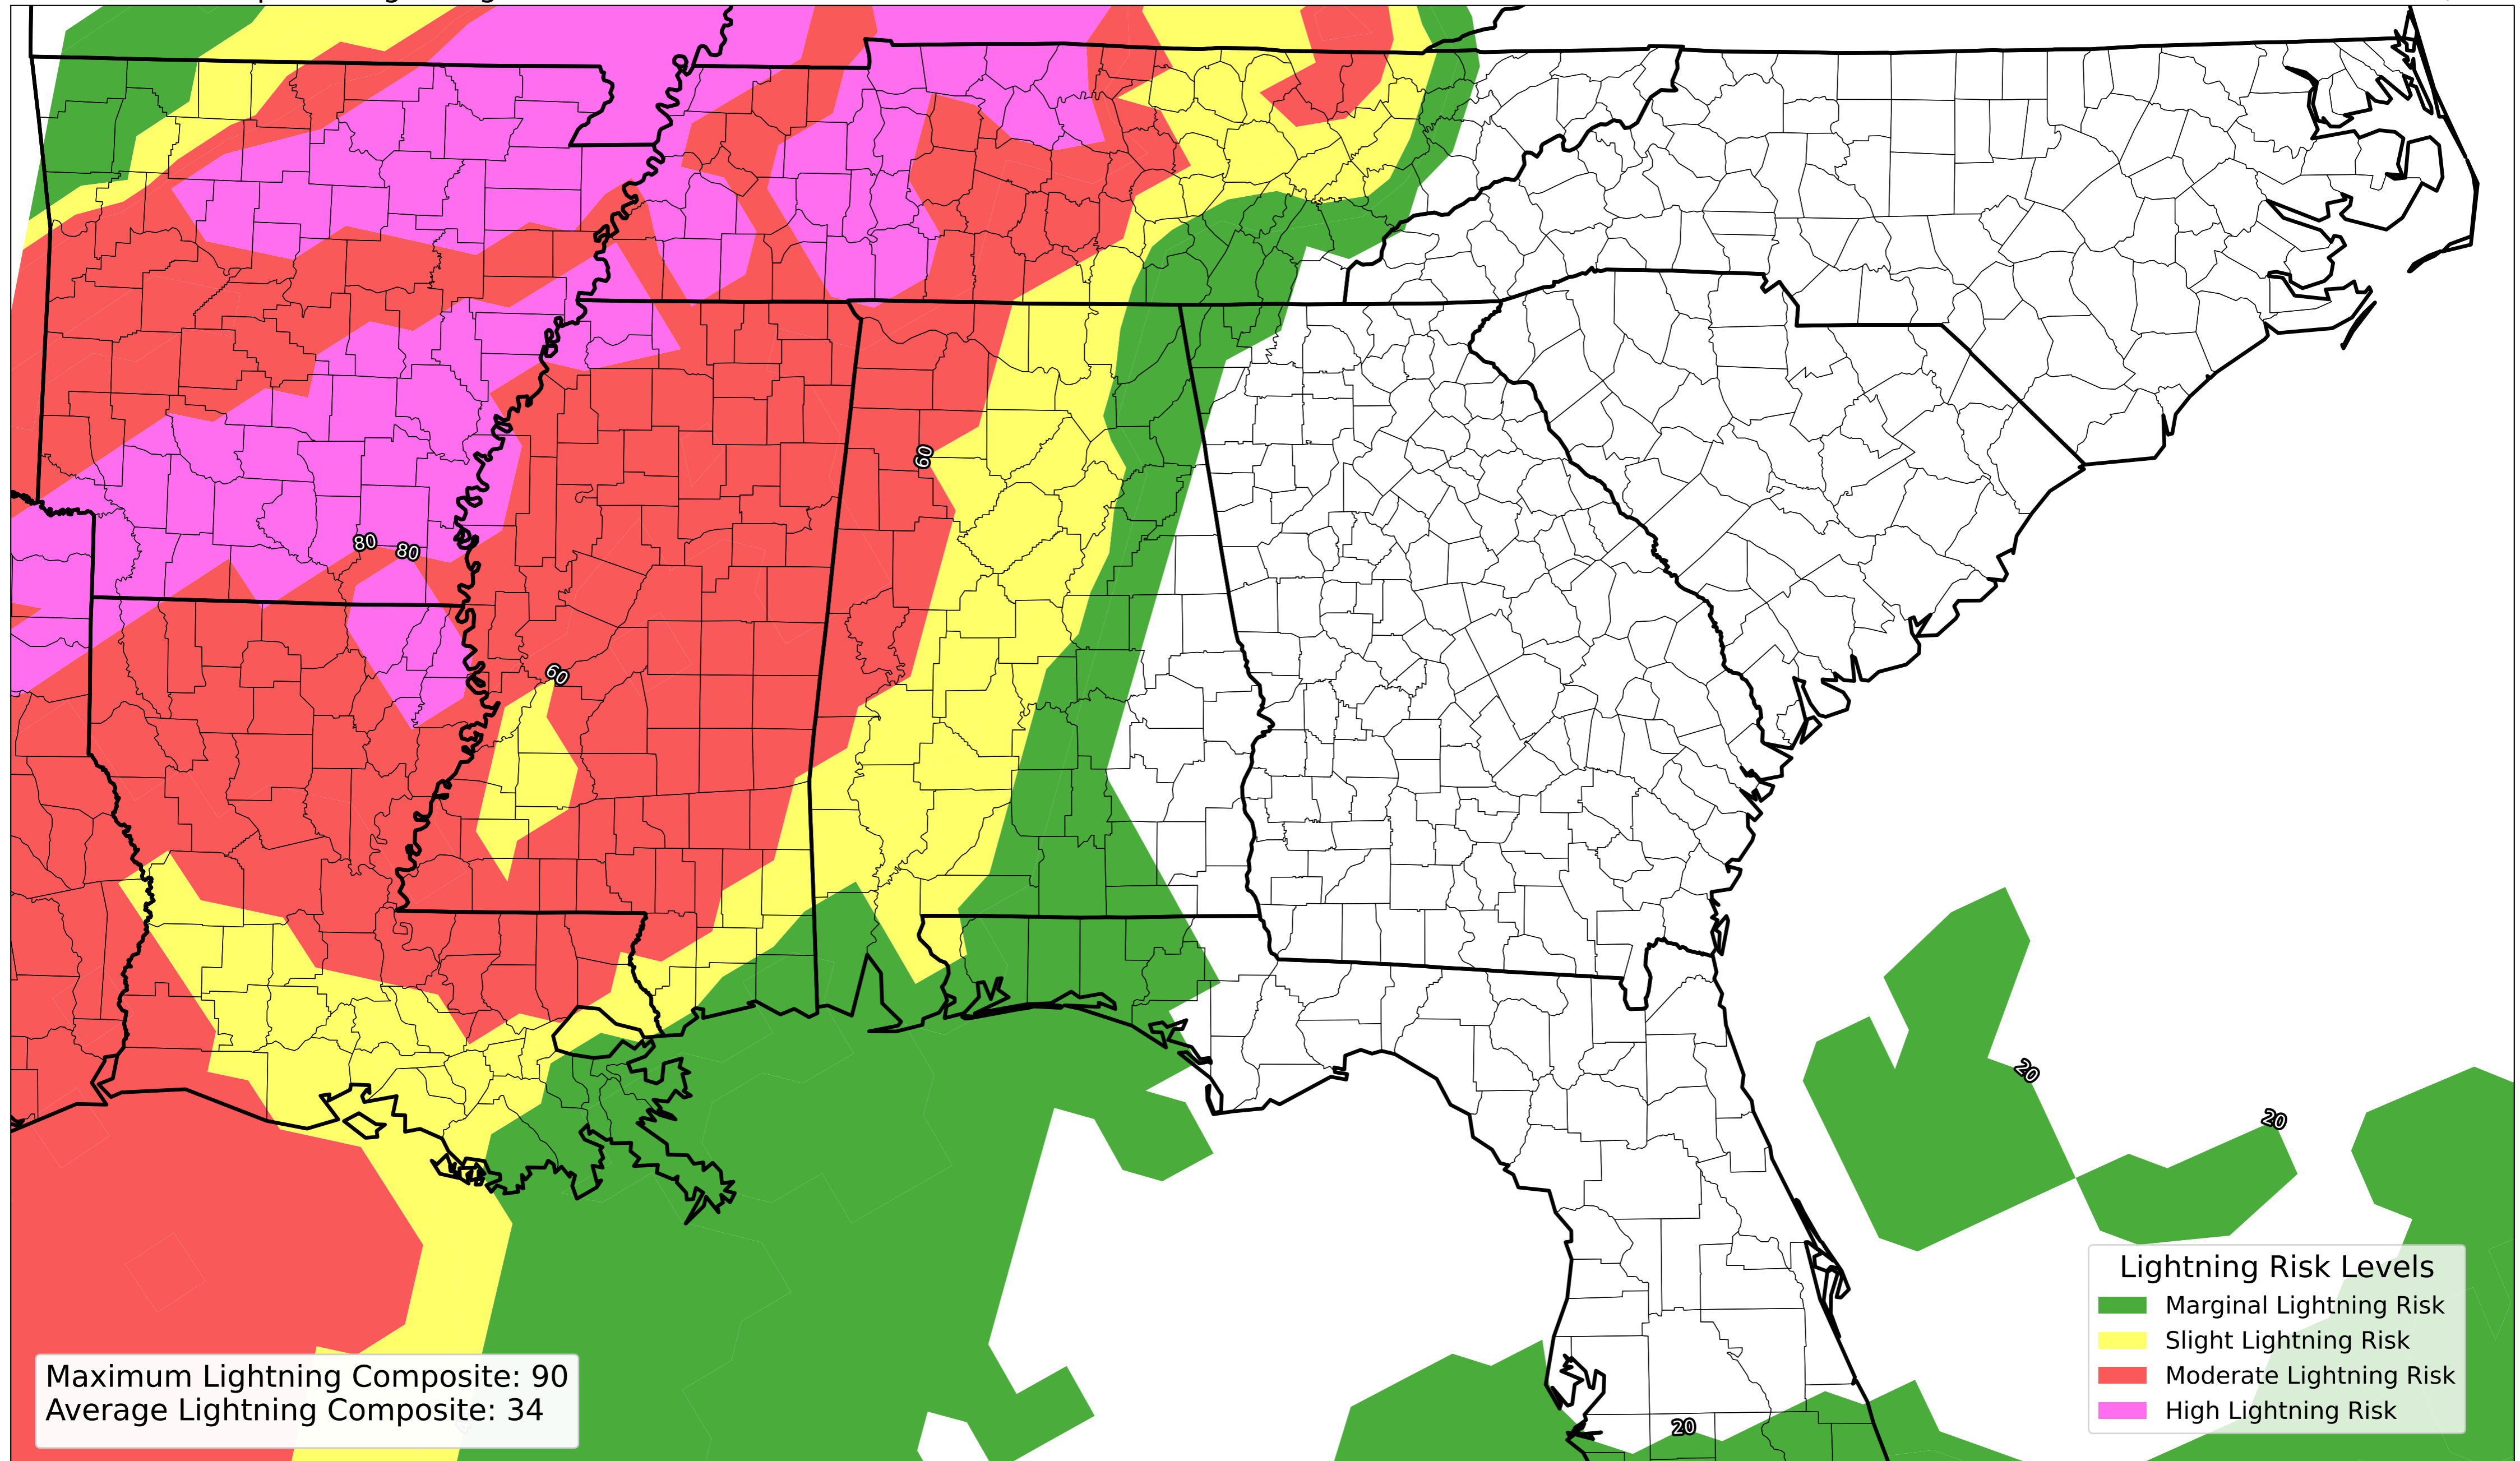 60
80
80
60
20
20
20
Lightning Risk Levels
Marginal Lightning Risk
Slight Lightning Risk
Moderate Lightning Risk
High Lightning Risk
Maximum Lightning Composite: 90
Average Lightning Composite: 34